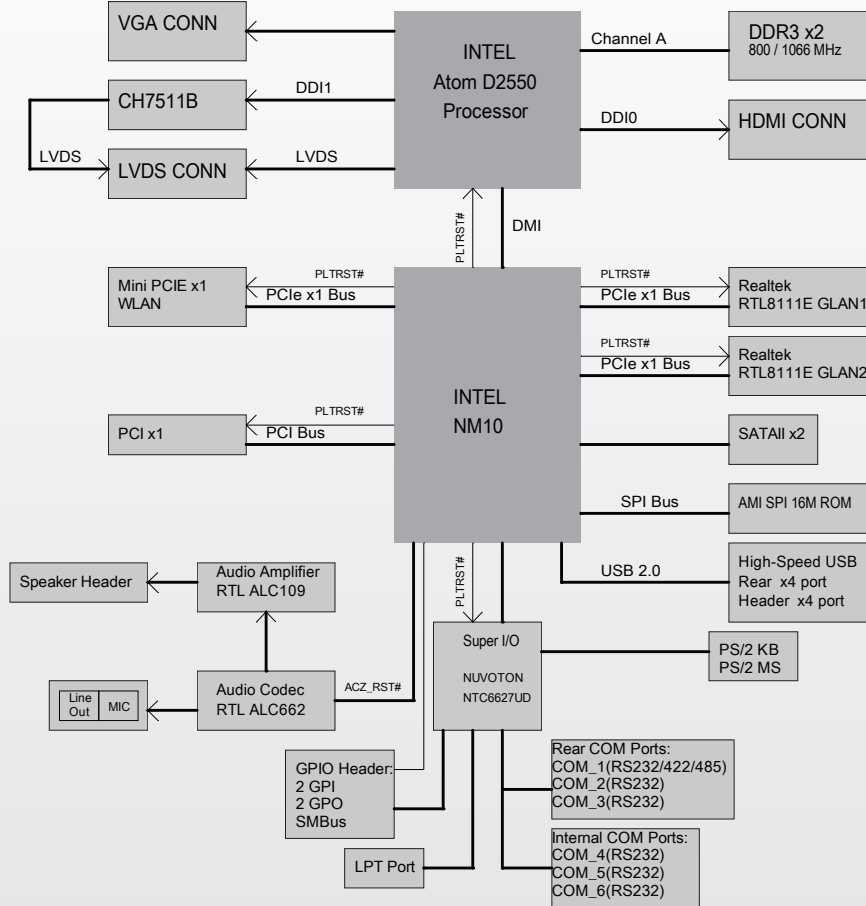 VGA CONN
INTEL
Atom D2550
Processor
Channel A
DDR3 x2
800 / 1066 MHz
CH7511B
DDI1
DDI0
HDMI CONN
LVDS
LVDS CONN
LVDS
PLTRST#
DMI
Mini PCIE x1
WLAN
PLTRST#
PCIe x1 Bus
INTEL
NM10
PLTRST#
PCIe x1 Bus
Realtek
RTL8111E GLAN1
PLTRST#
PCIe x1 Bus
Realtek
RTL8111E GLAN2
PCI x1
PLTRST#
PCI Bus
SATAII x2
SPI Bus
AMI SPI 16M ROM
USB 2.0
High-Speed USB
Rear x4 port
Header x4 port
Speaker Header
Audio Amplifier
RTL ALC109
PLTRST#
Super I/O
NUVOTON
NTC6627UD
PS/2 KB
PS/2 MS
Line
Out
MIC
Audio Codec
RTL ALC662
ACZ_RST#
GPIO Header:
2 GPI
2 GPO
SMBus
Rear COM Ports:
COM_1(RS232/422/485)
COM_2(RS232)
COM_3(RS232)
LPT Port
Internal COM Ports:
COM_4(RS232)
COM_5(RS232)
COM_6(RS232)